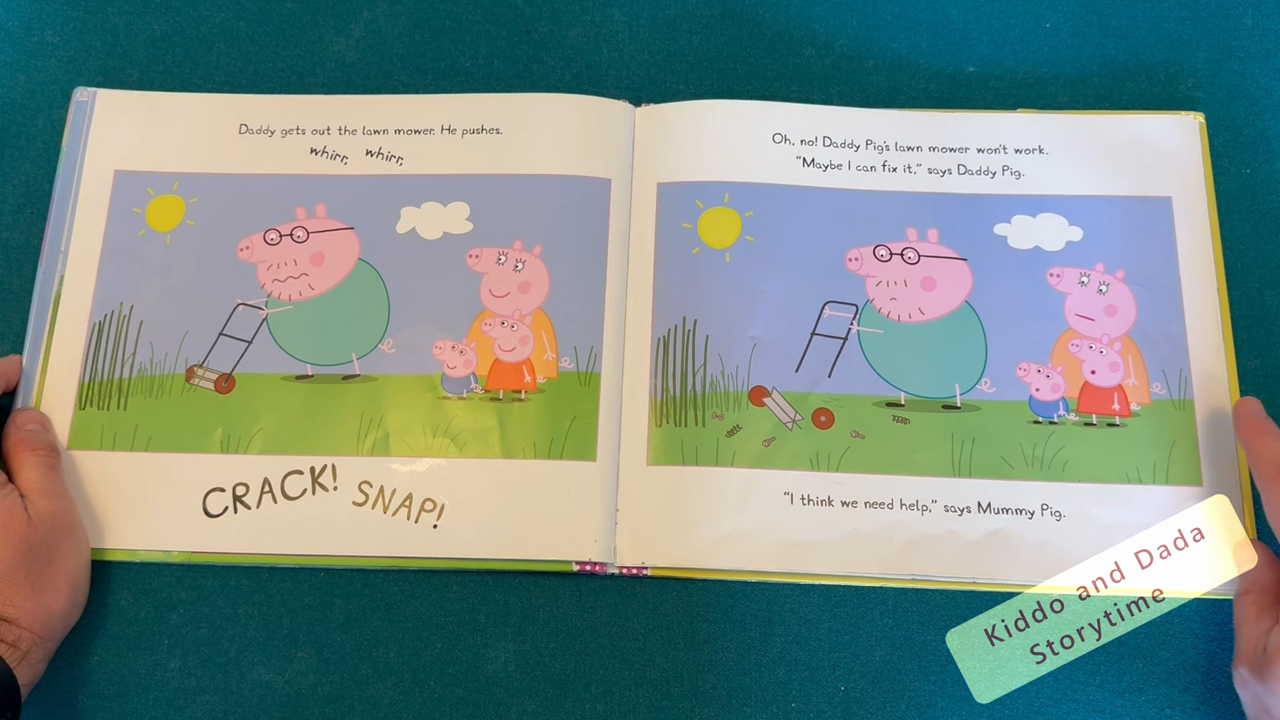 Daddy gets out the lawn mower. He pushes.
whirr, whirr,
CRACK! SNAP!
Oh, no! Daddy Pig's lawn mower won't work.
"Maybe I can fix it," says Daddy Pig.
"I think we need help," says Mummy Pig.
Kiddo and Dada
Storytime